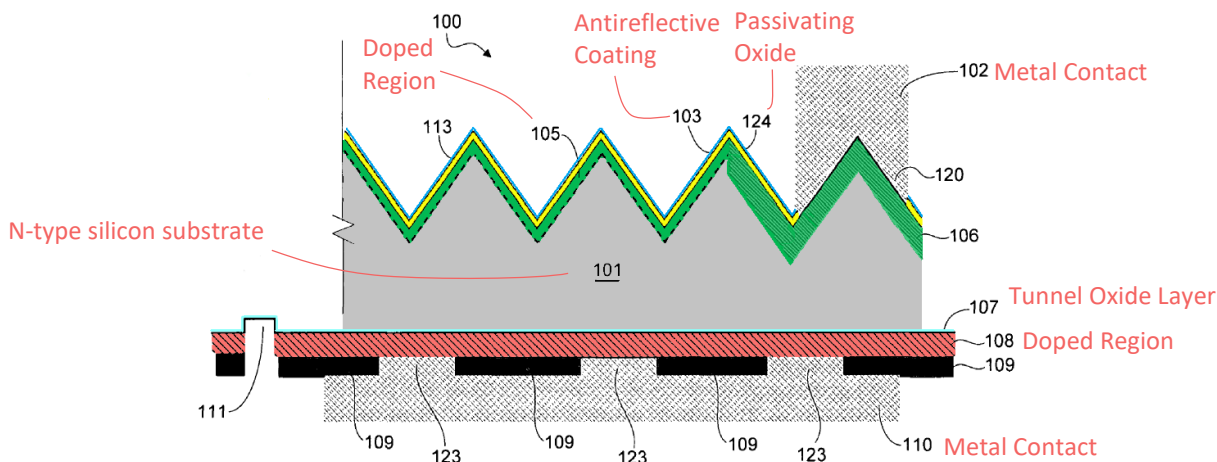 100
Doped
Region
Antireflective
Coating
Passivating
Oxide
102 Metal Contact
113
105
103
124
120
N-type silicon substrate
106
101
Tunnel Oxide Layer
107
108 Doped Region
109
111
109
123
109
123
109
123
110
Metal Contact